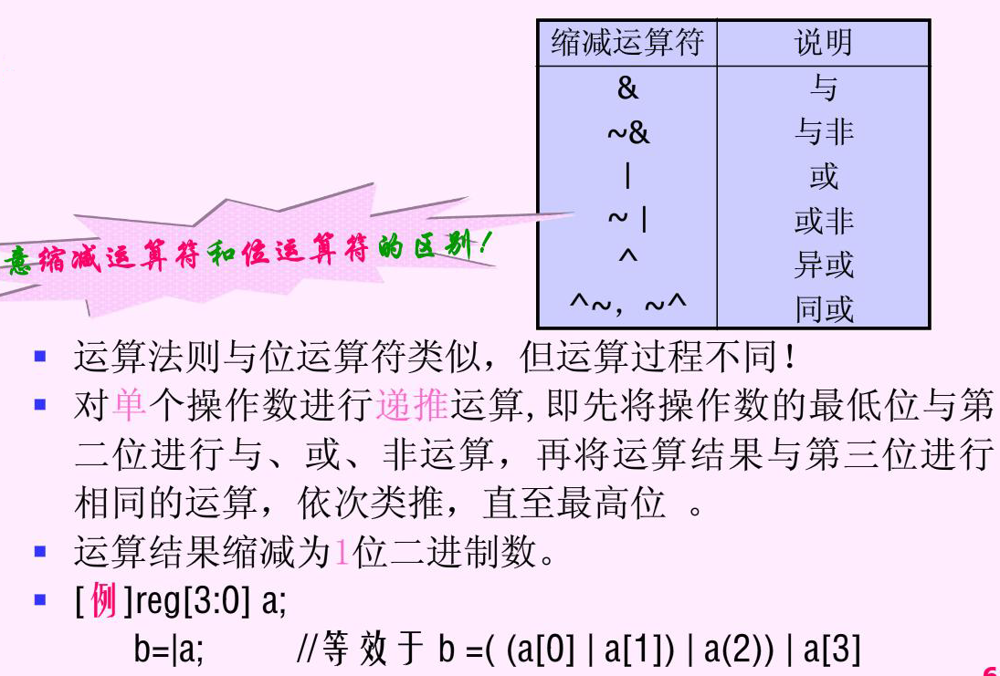 缩减运算符 说明
& 与
~& 与非
| 或
~ | 或非
^ 异或
^~, ~^ 同或
意缩减运算符和位运算符的区别！
运算法则与位运算符类似，但运算过程不同！
对单个操作数进行递推运算,即先将操作数的最低位与第
二位进行与、或、非运算，再将运算结果与第三位进行
相同的运算，依次类推，直至最高位 。
运算结果缩减为1位二进制数。
[例]reg[3:0] a;
b=|a; //等效于 b =( (a[0] | a[1]) | a(2)) | a[3]